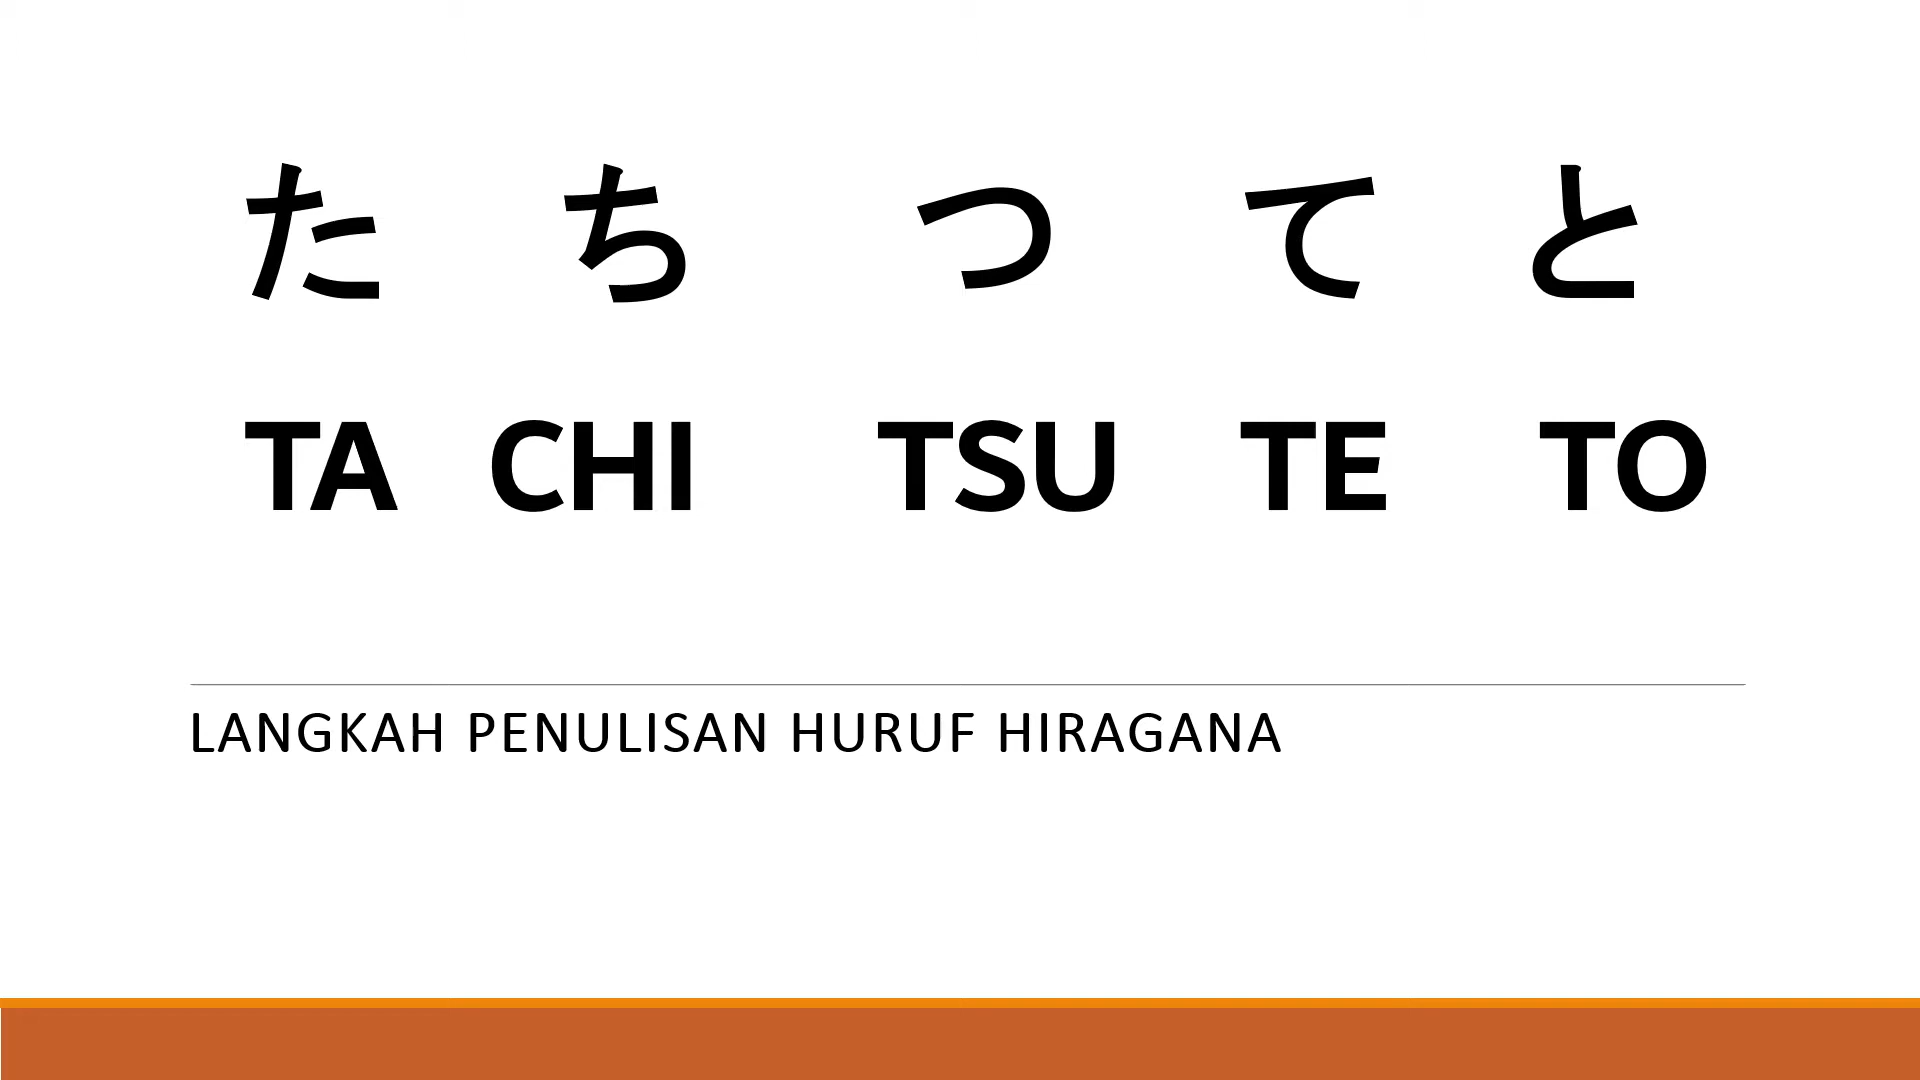 た ち つ て と
TA CHI TSU TE TO
LANGKAH PENULISAN HURUF HIRAGANA